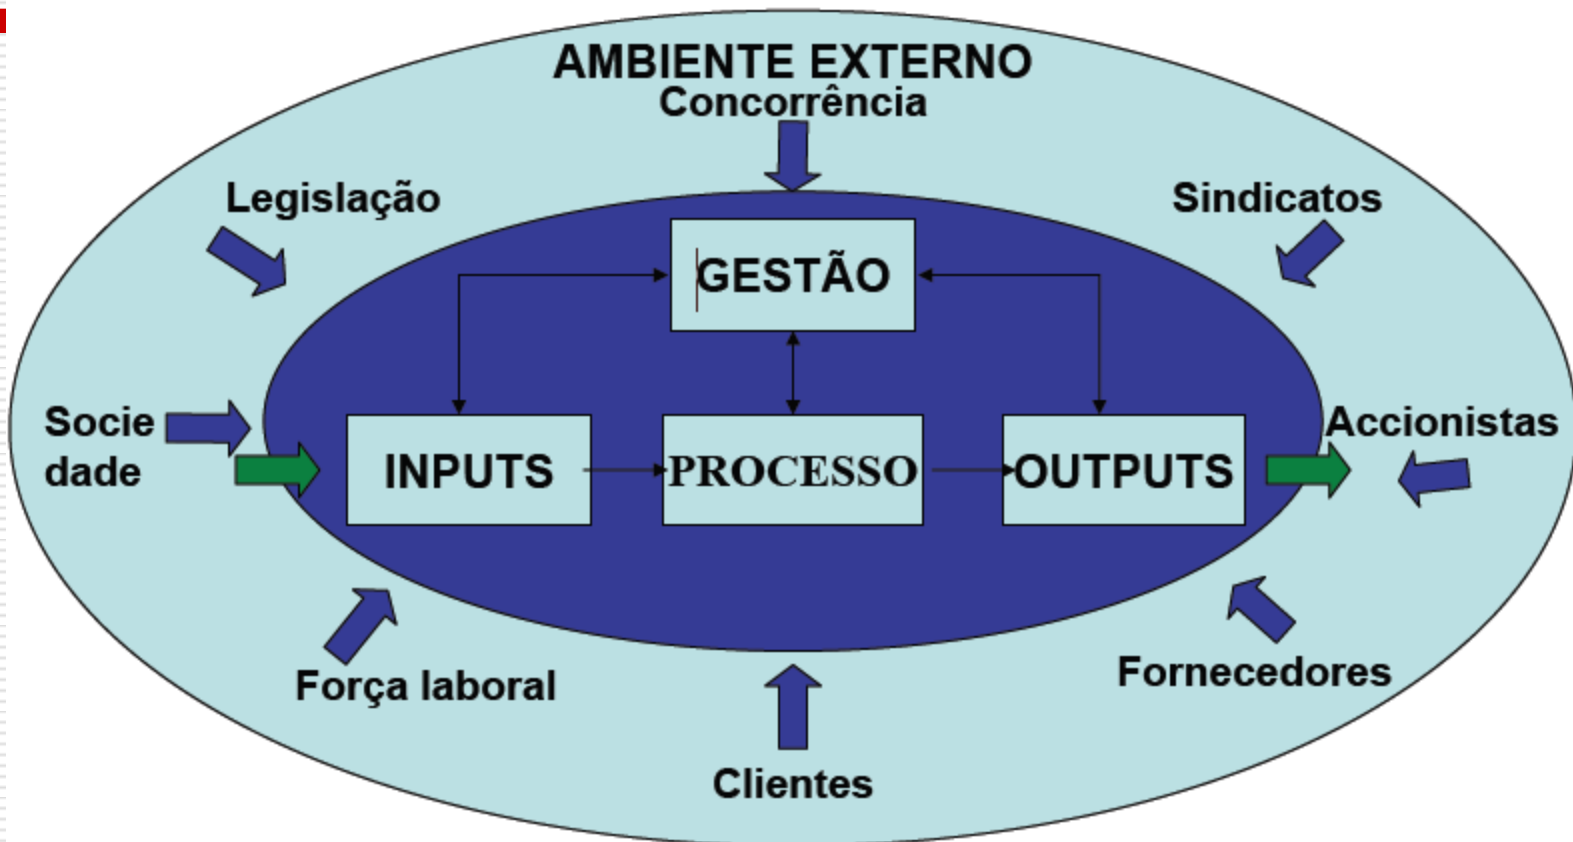 AMBIENTE EXTERNO
Concorrência
Legislação
Sindicatos
GESTÃO
Socie
dade
Accionistas
INPUTS
PROCESSO
OUTPUTS
Força laboral
Fornecedores
Clientes